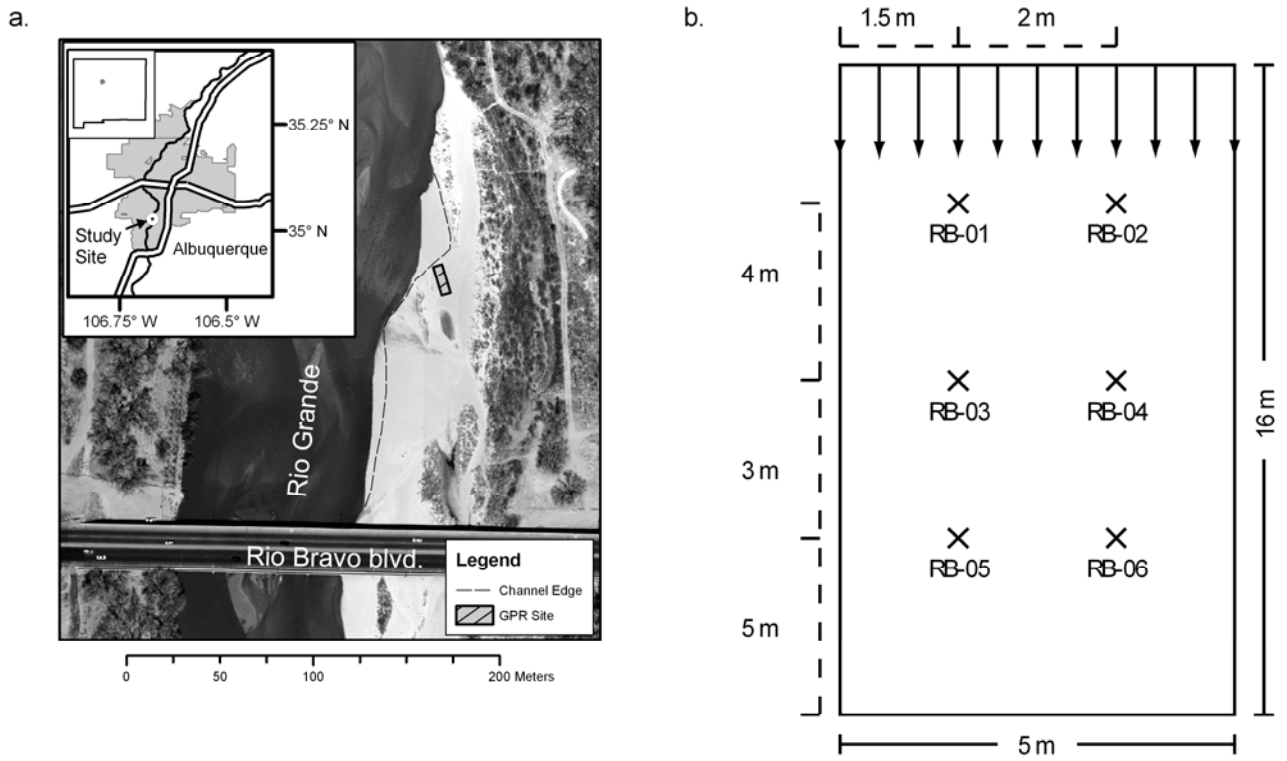 a.
35.25° N
Study
Site
Albuquerque
35° N
106.75° W
106.5° W
Rio Grande
Rio Bravo blvd.
Legend
Channel Edge
GPR Site
0
50
100
200 Meters
b.
1.5 m
2 m
RB-01
RB-02
4 m
RB-03
RB-04
3 m
16 m
RB-05
RB-06
5 m
5 m